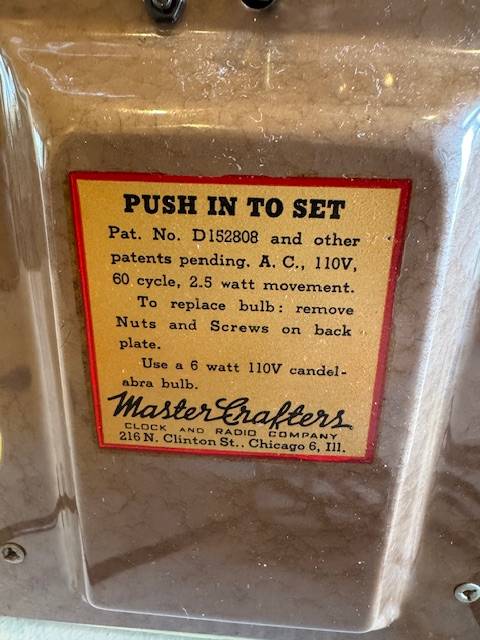 PUSH IN TO SET
Pat. No. D152808 and other
patents pending. A. C., 110V,
60 cycle, 2.5 watt movement.
To replace bulb: remove
Nuts and Screws on back
plate.
Use a 6 watt 110V candel-
abra bulb.
MasterCrafters
CLOCK AND RADIO COMPANY
216 N. Clinton St., Chicago 6, Ill.